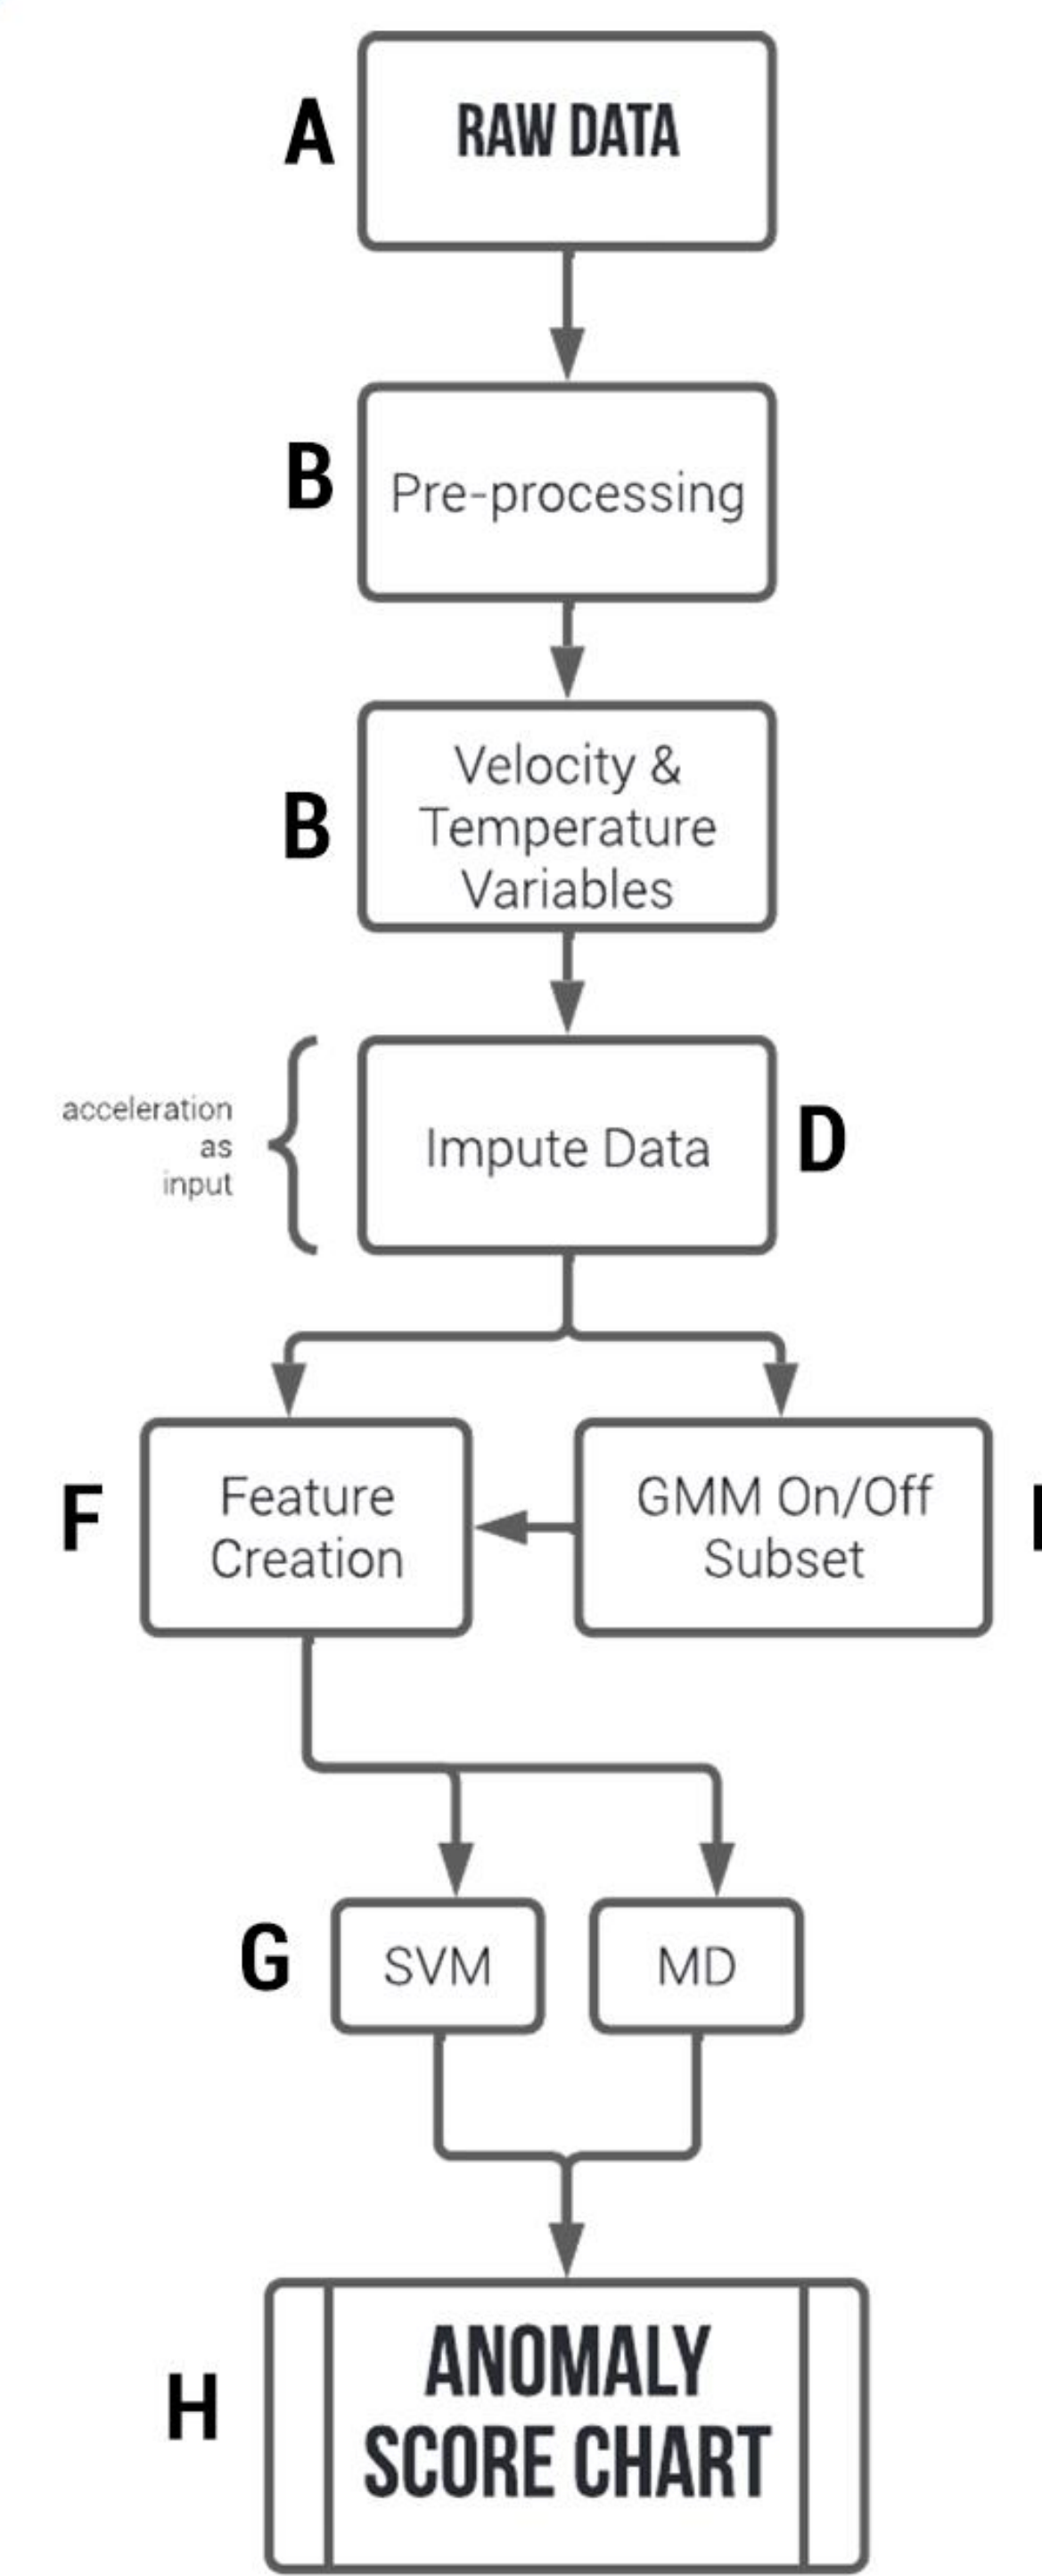 A
RAW DATA
B
Pre-processing
B
Velocity &
Temperature
Variables
acceleration
as
input
Impute Data
D
F
Feature
Creation
GMM On/Off
Subset
G
SVM
MD
H
ANOMALY
SCORE CHART